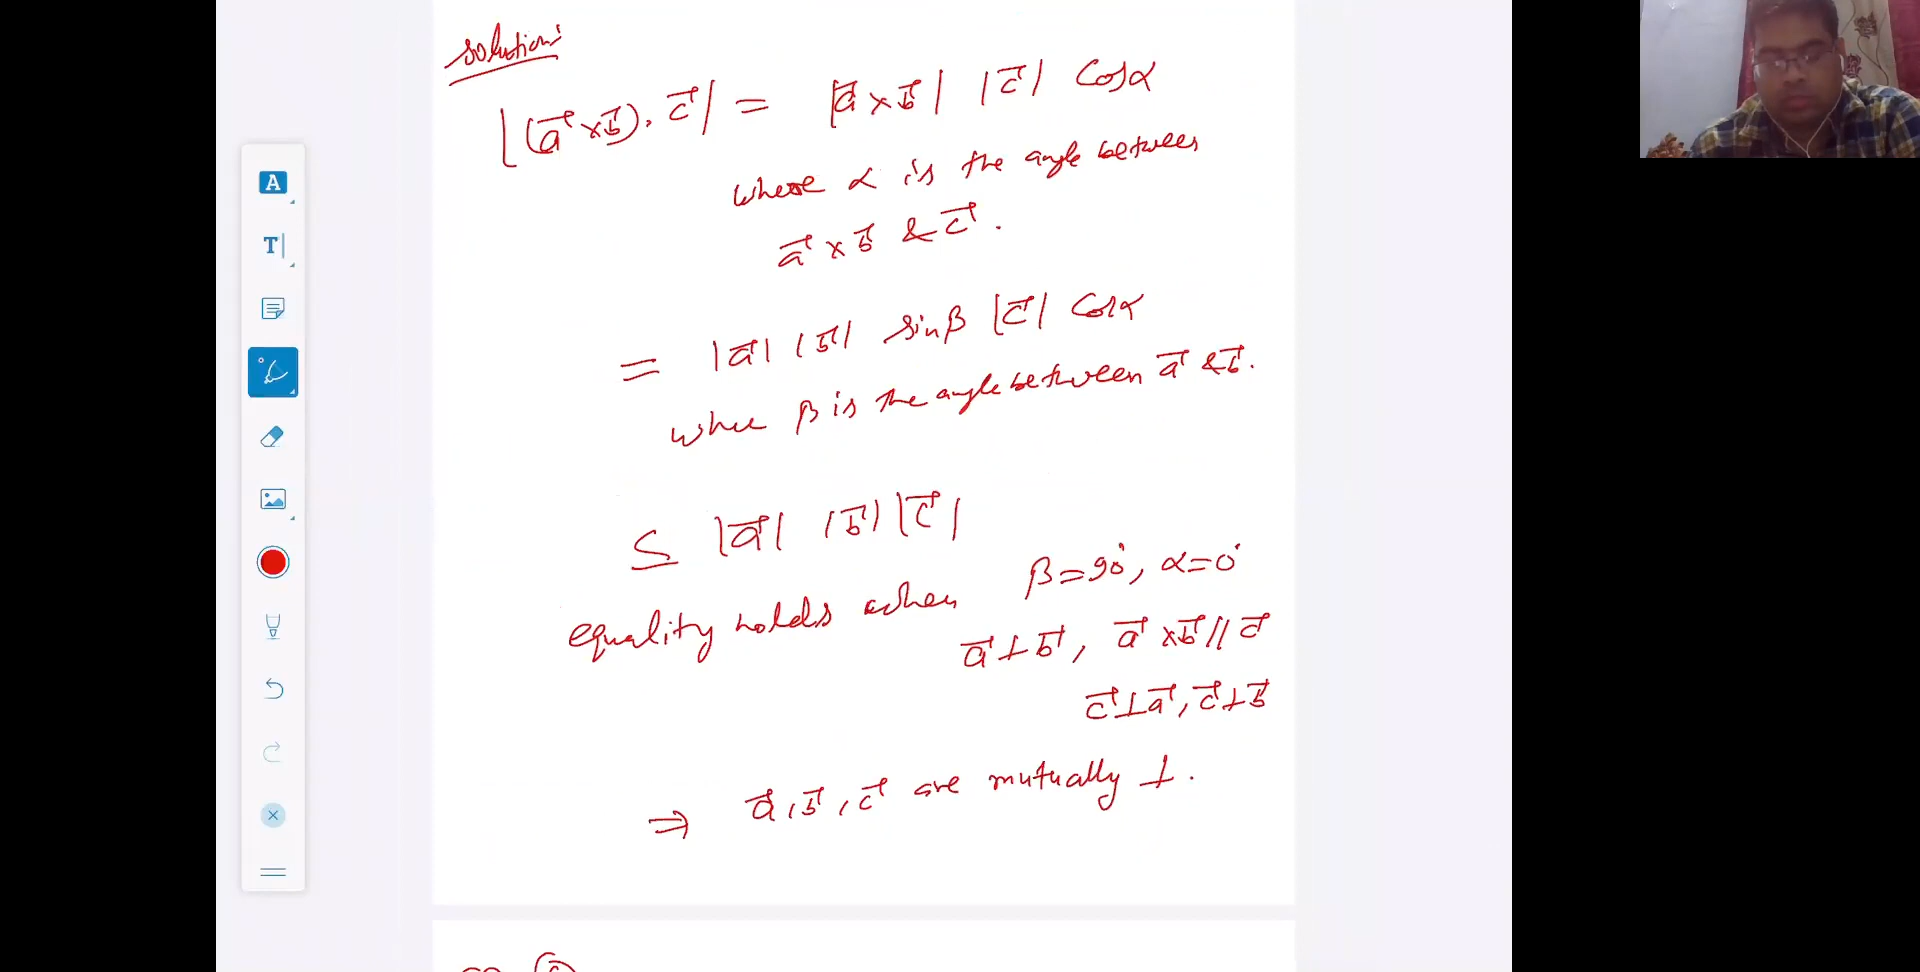 Solution:
|(a⃗ × b⃗) . c⃗| = |a⃗ × b⃗| |c⃗| Cosα
where α is the angle between
a⃗ × b⃗ & c⃗ .
= |a⃗| |b⃗| sinβ |c⃗| Cosα
where β is the angle between a⃗ & b⃗.
≤ |a⃗| |b⃗| |c⃗|
equality holds when β = 90°, α = 0°
a⃗ ⊥ b⃗, a⃗ × b⃗ // c⃗
c⃗ ⊥ a⃗, c⃗ ⊥ b⃗
⇒ a⃗, b⃗, c⃗ are mutually ⊥ .
A
T